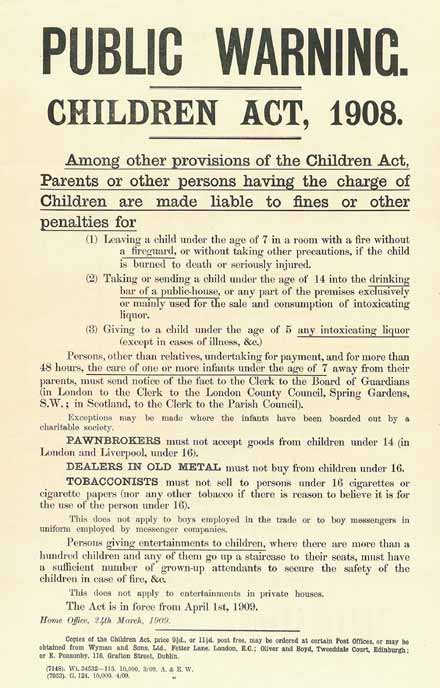 PUBLIC WARNING.
CHILDREN ACT, 1908.
Among other provisions of the Children Act,
Parents or other persons having the charge of
Children are made liable to fines or other
penalties for
(1) Leaving a child under the age of 7 in a room with a fire without
a fireguard, or without taking other precautions, if the child
is burned to death or seriously injured.
(2) Taking or sending a child under the age of 14 into the drinking
bar of a public-house, or any part of the premises exclusively
or mainly used for the sale and consumption of intoxicating
liquor.
(3) Giving to a child under the age of 5 any intoxicating liquor
(except in cases of illness, &c.)
Persons, other than relatives, undertaking for payment, and for more than
48 hours, the care of one or more infants under the age of 7 away from their
parents, must send notice of the fact to the Clerk to the Board of Guardians
(in London to the Clerk to the London County Council, Spring Gardens,
S.W.; in Scotland, to the Clerk to the Parish Council).
Exceptions may be made where the infants have been boarded out by a
charitable society.
PAWNBROKERS must not accept goods from children under 14 (in
London and Liverpool, under 16).
DEALERS IN OLD METAL must not buy from children under 16.
TOBACCONISTS must not sell to persons under 16 cigarettes or
cigarette papers (nor any other tobacco if there is reason to believe it is for
the use of the person under 16).
This does not apply to boys employed in the trade or to boy messengers in
uniform employed by messenger companies.
Persons giving entertainments to children, where there are more than a
hundred children and any of them go up a staircase to their seats, must have
a sufficient number of grown-up attendants to secure the safety of the
children in case of fire, &c.
This does not apply to entertainments in private houses.
The Act is in force from April 1st, 1909.
Home Office, 24th March, 1909.
Copies of the Children Act, price 9½d., or 11½d. post free, may be ordered at certain Post Offices, or may be
obtained from Wyman and Sons, Ltd., Fetter Lane, London, E.C.; Oliver and Boyd, Tweeddale Court, Edinburgh;
or E. Ponsonby, 116, Grafton Street, Dublin.
(7148). Wt. 34532—115. 10,000. 3/09. A. & E. W.
(7953). G. 124. 10,000. 4/09. „